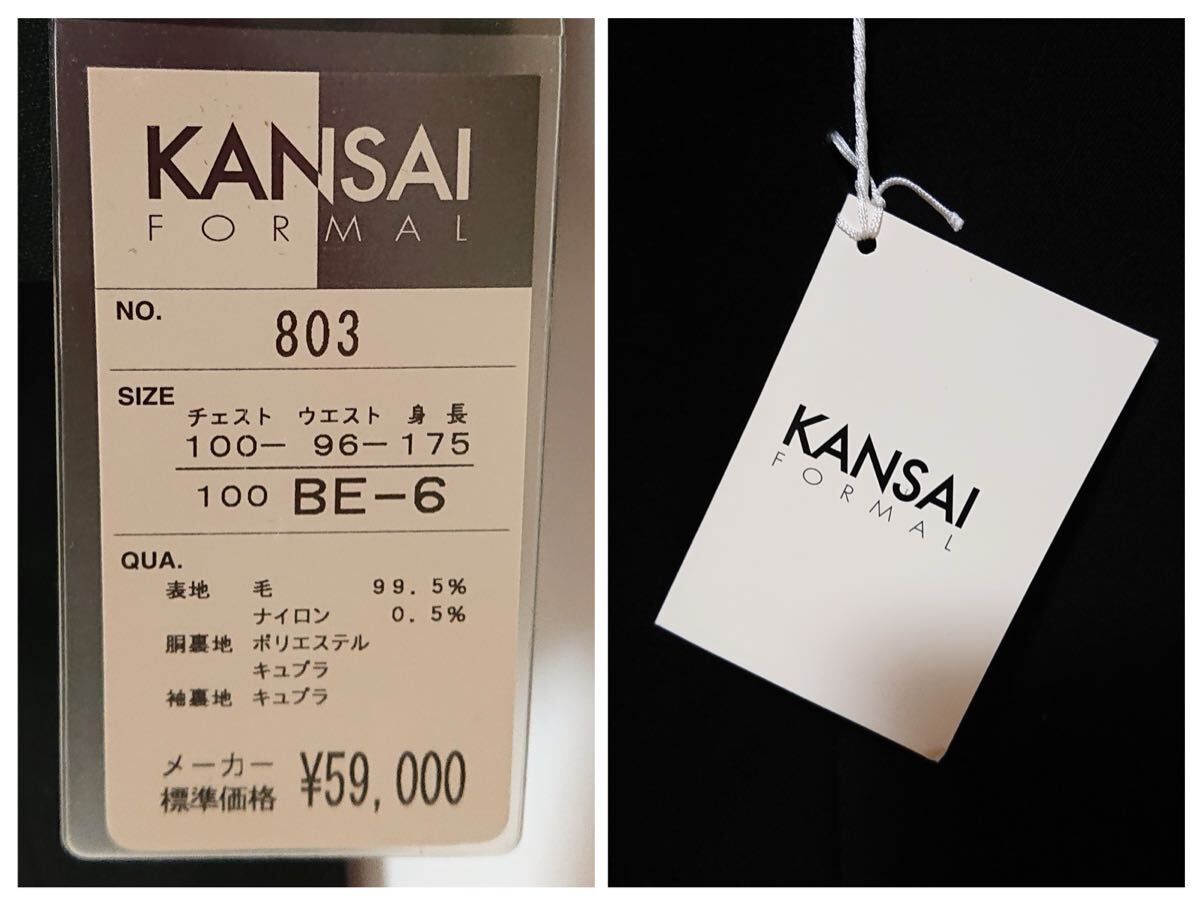 KANSAI
FORMAL
NO.
803
SIZE
チェスト ウエスト 身長
100- 96-175
100 BE-6
QUA.
表地 毛 99.5%
ナイロン 0.5%
胴裏地 ポリエステル
キュプラ
袖裏地 キュプラ
メーカー
標準価格 ¥59,000
KANSAI
FORMAL